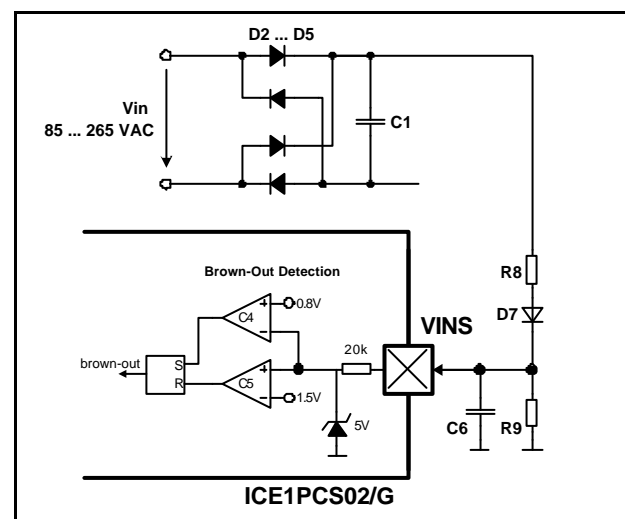 D2 ... D5
Vin
85 ... 265 VAC
C1
R8
Brown-Out Detection
D7
C4
0.8V
VINS
20k
brown-out
S
R
C5
1.5V
5V
C6
R9
ICE1PCS02/G